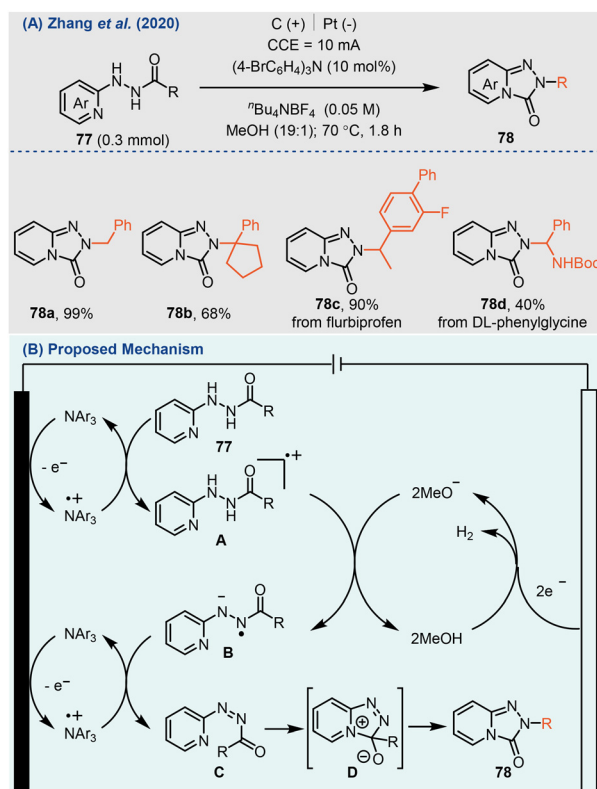 (A) Zhang et al. (2020)
C (+) | Pt (-)
CCE = 10 mA
(4-BrC6H4)3N (10 mol%)
nBu4NBF4 (0.05 M)
MeOH (19:1); 70 °C, 1.8 h
Ar
N
H
N
N
H
O
R
77 (0.3 mmol)
Ar
N
N
N
R
O
78
N
N
N
O
Ph
78a, 99%
N
N
N
O
Ph
78b, 68%
N
N
N
O
Ph
F
78c, 90%
from flurbiprofen
N
N
N
O
Ph
NHBoc
78d, 40%
from DL-phenylglycine
(B) Proposed Mechanism
NAr3
- e−
•+
NAr3
H
N
N
H
N
O
R
77
H
N
N
H
N
O
R
•+
A
2MeO−
H2
2e −
2MeOH
−
N
N
•
N
O
R
B
NAr3
- e−
•+
NAr3
N
N
N
R
O
C
N
N
N
+
R
−
O
D
N
N
N
R
O
78